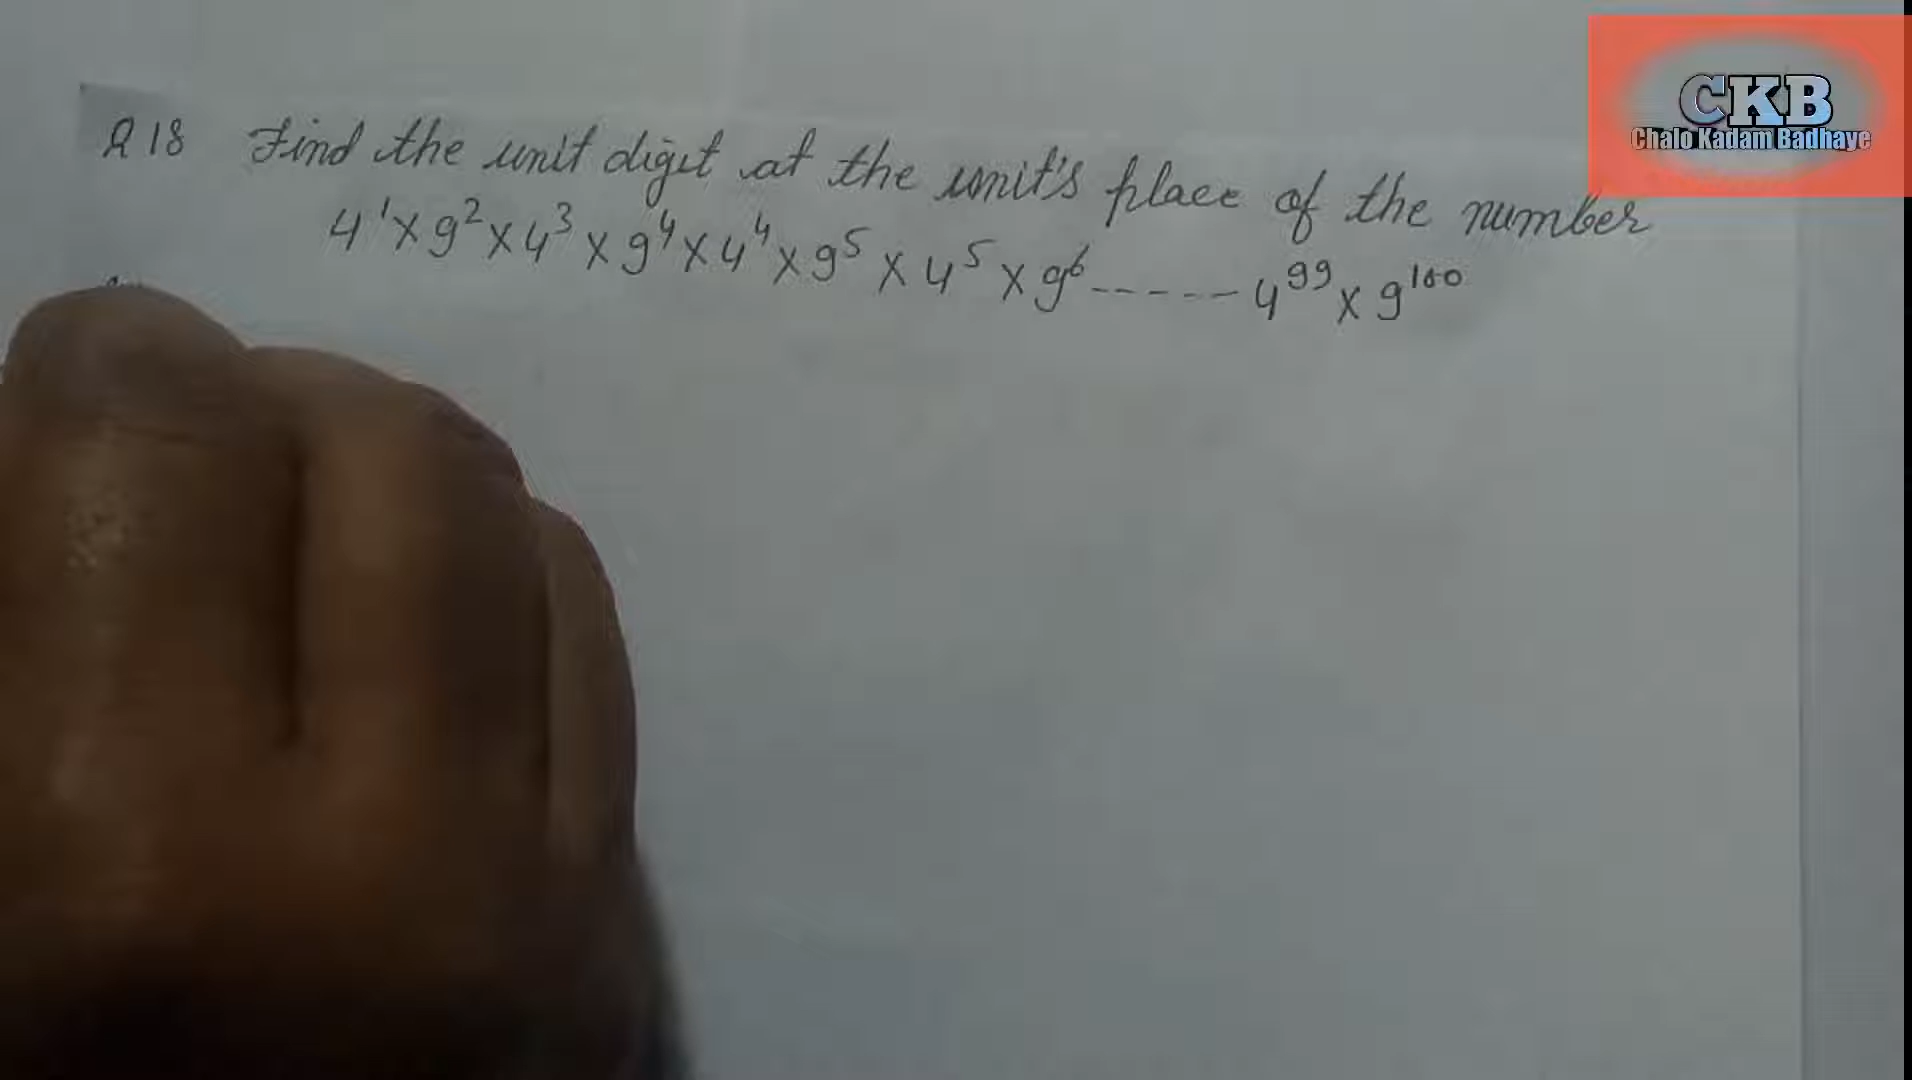 Q 18 Find the unit digit at the unit's place of the number
4¹ x 9² x 4³ x 9⁴ x 4⁴ x 9⁵ x 4⁵ x 9⁶ ------ 4⁹⁹ x 9¹⁰⁰
CKB
Chalo Kadam Badhaye